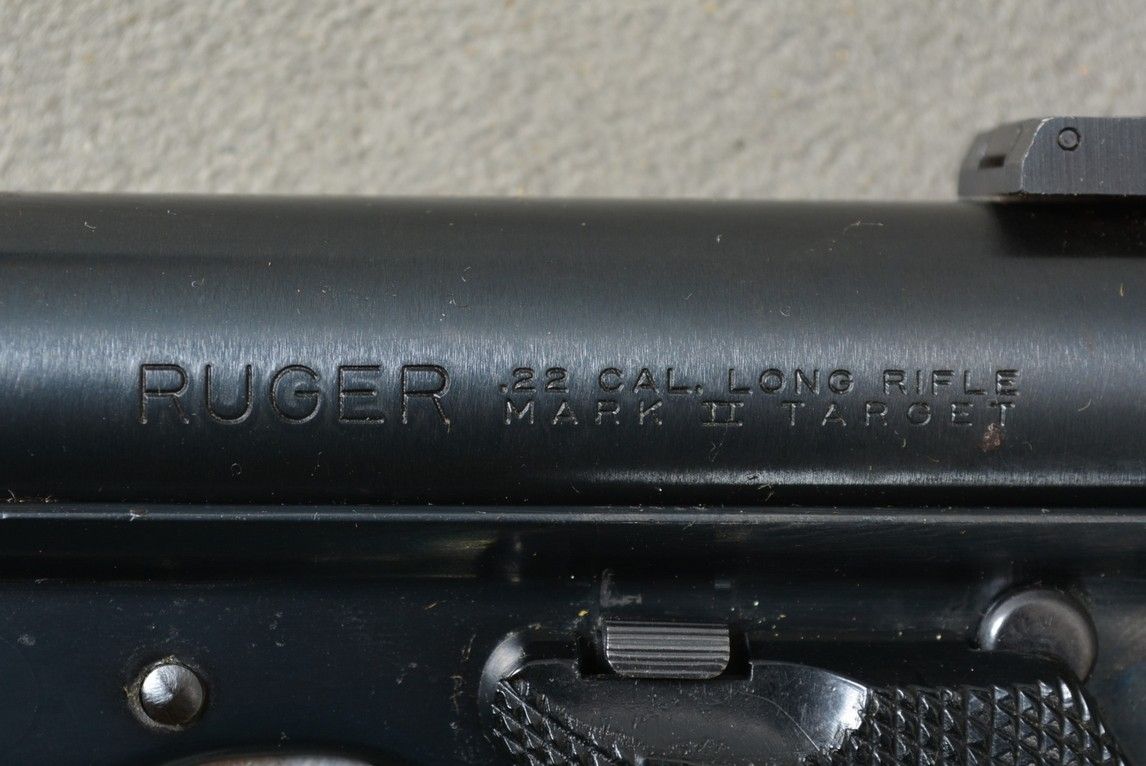 RUGER .22 CAL. LONG RIFLE
MARK II TARGET